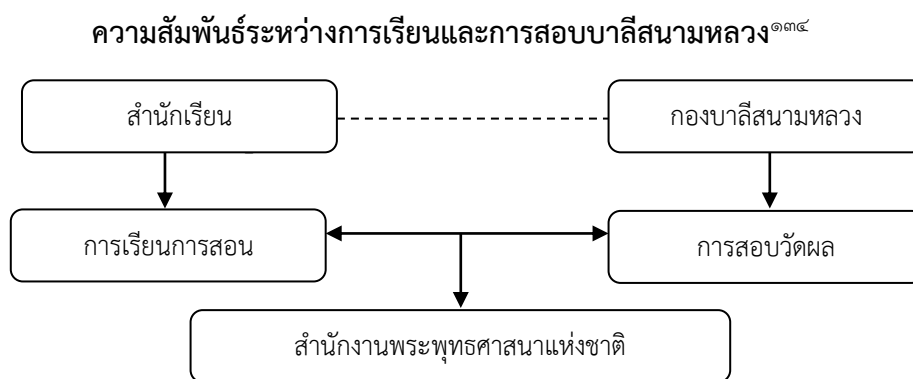 ความสัมพันธ์ระหว่างการเรียนและการสอบบาลีสนามหลวง๑๓๔
สำนักเรียน
กองบาลีสนามหลวง
การเรียนการสอน
การสอบวัดผล
สำนักงานพระพุทธศาสนาแห่งชาติ